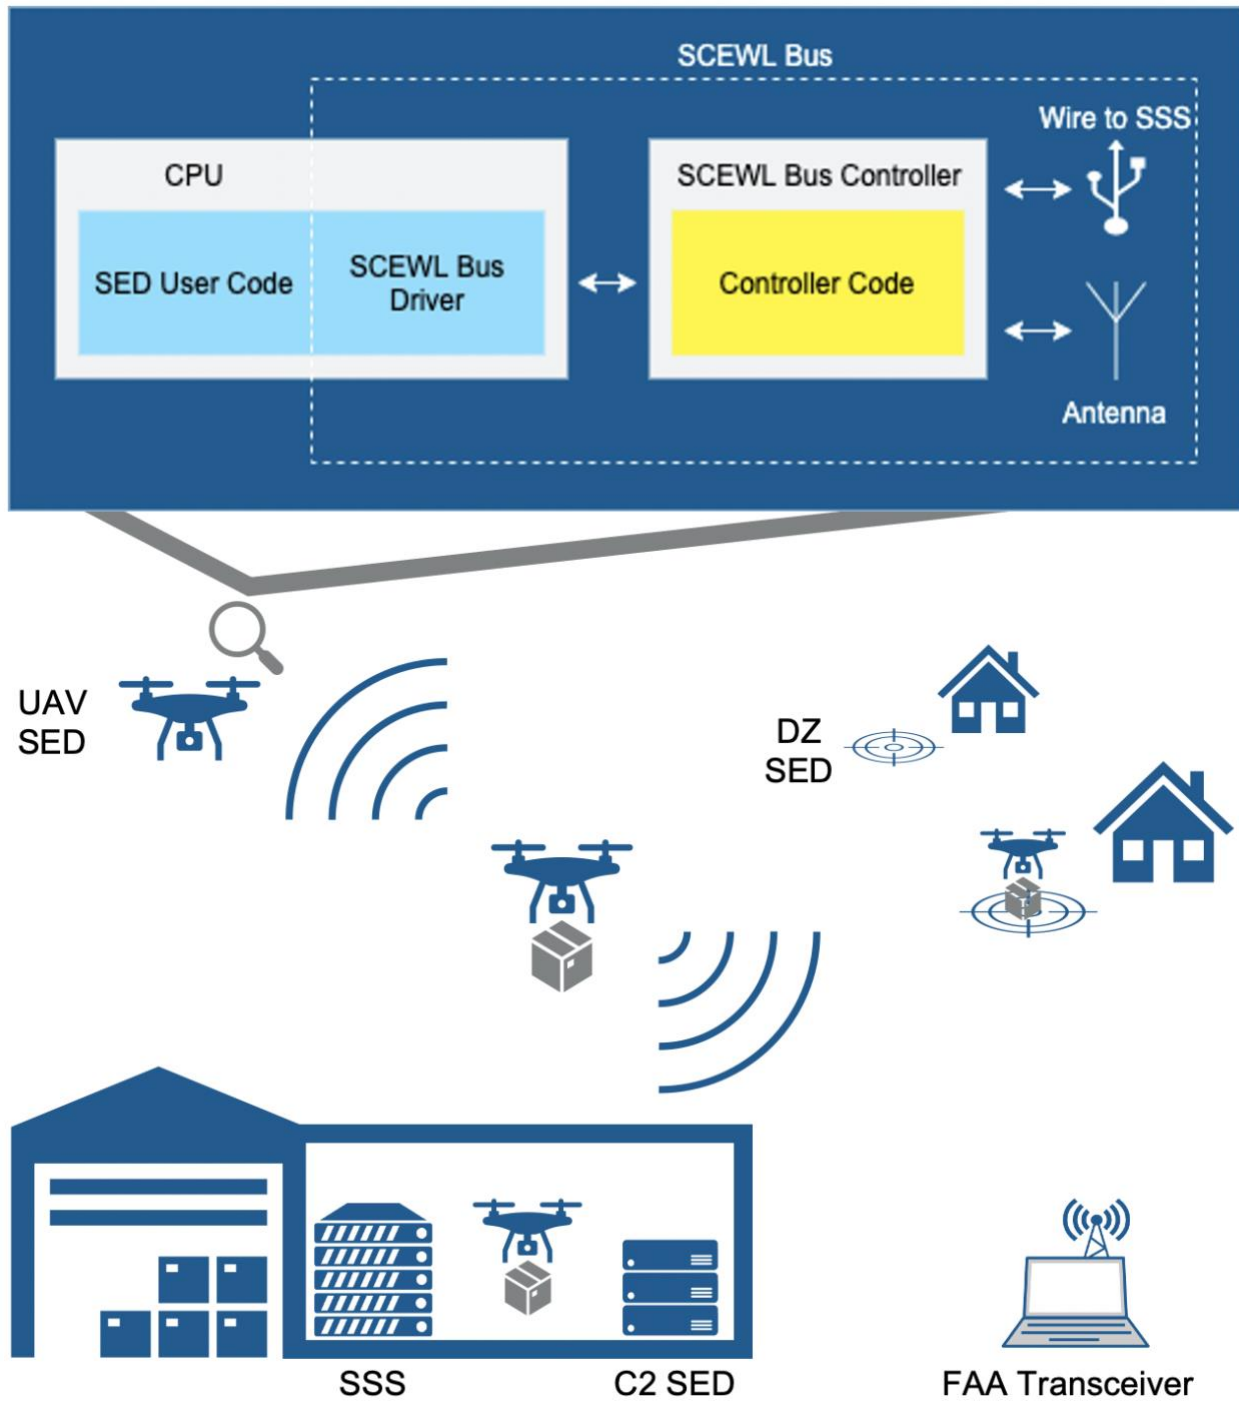 SCEWL Bus
Wire to SSS
CPU
SCEWL Bus Controller
SED User Code
SCEWL Bus
Driver
Controller Code
Antenna
UAV
SED
DZ
SED
SSS
C2 SED
FAA Transceiver